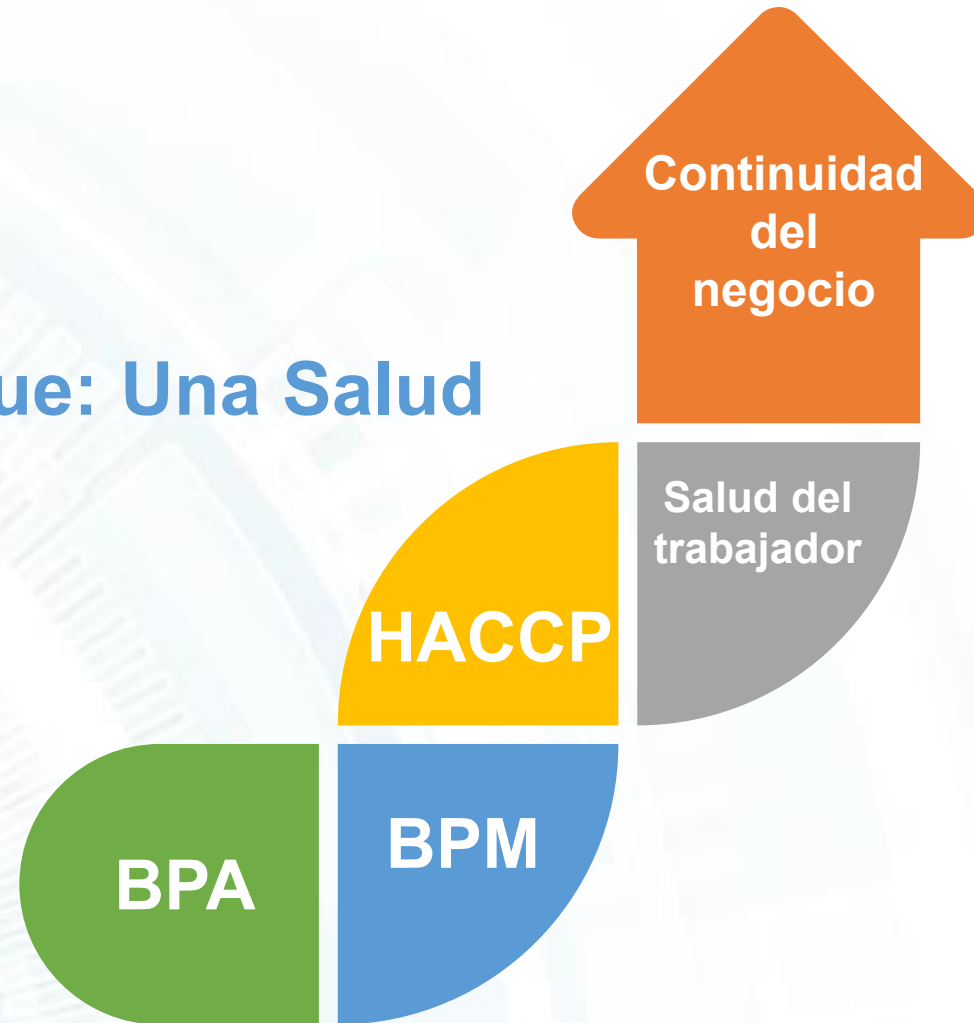 Continuidad
del
negocio
ue: Una Salud
Salud del
trabajador
HACCP
BPM
BPA